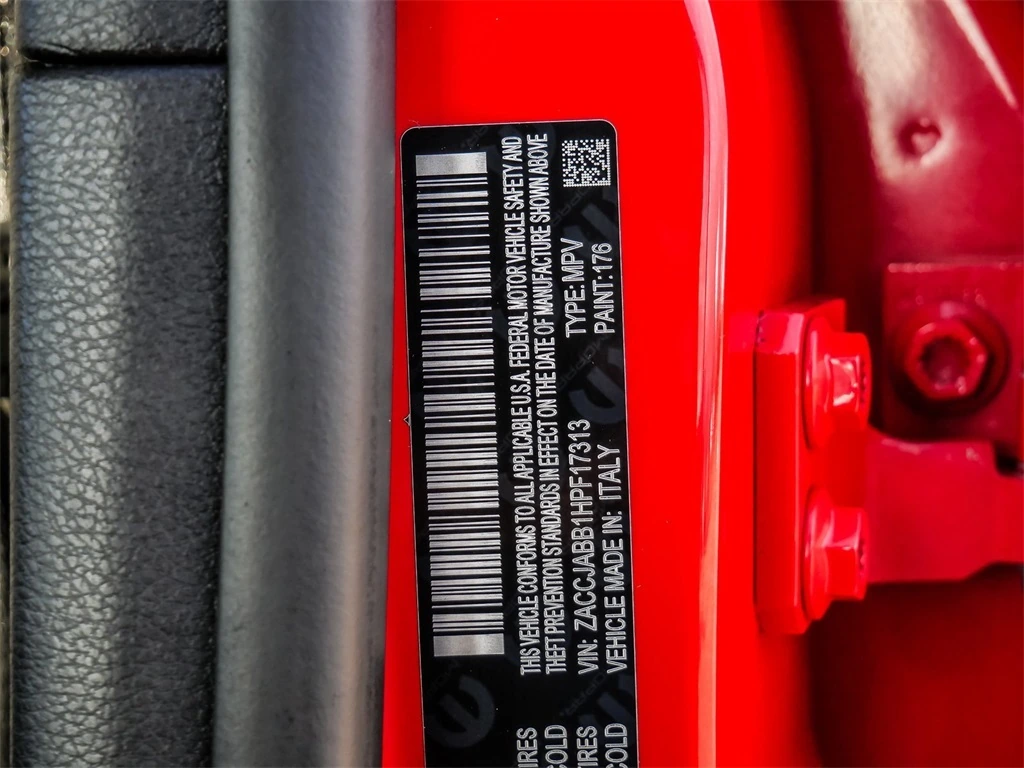 THIS VEHICLE CONFORMS TO ALL APPLICABLE U.S.A. FEDERAL MOTOR VEHICLE SAFETY AND
THEFT PREVENTION STANDARDS IN EFFECT ON THE DATE OF MANUFACTURE SHOWN ABOVE
VIN: ZACCJABB1HPF17313 TYPE: MPV
VEHICLE MADE IN: ITALY PAINT: 176
IRES
COLD
TIRES
COLD